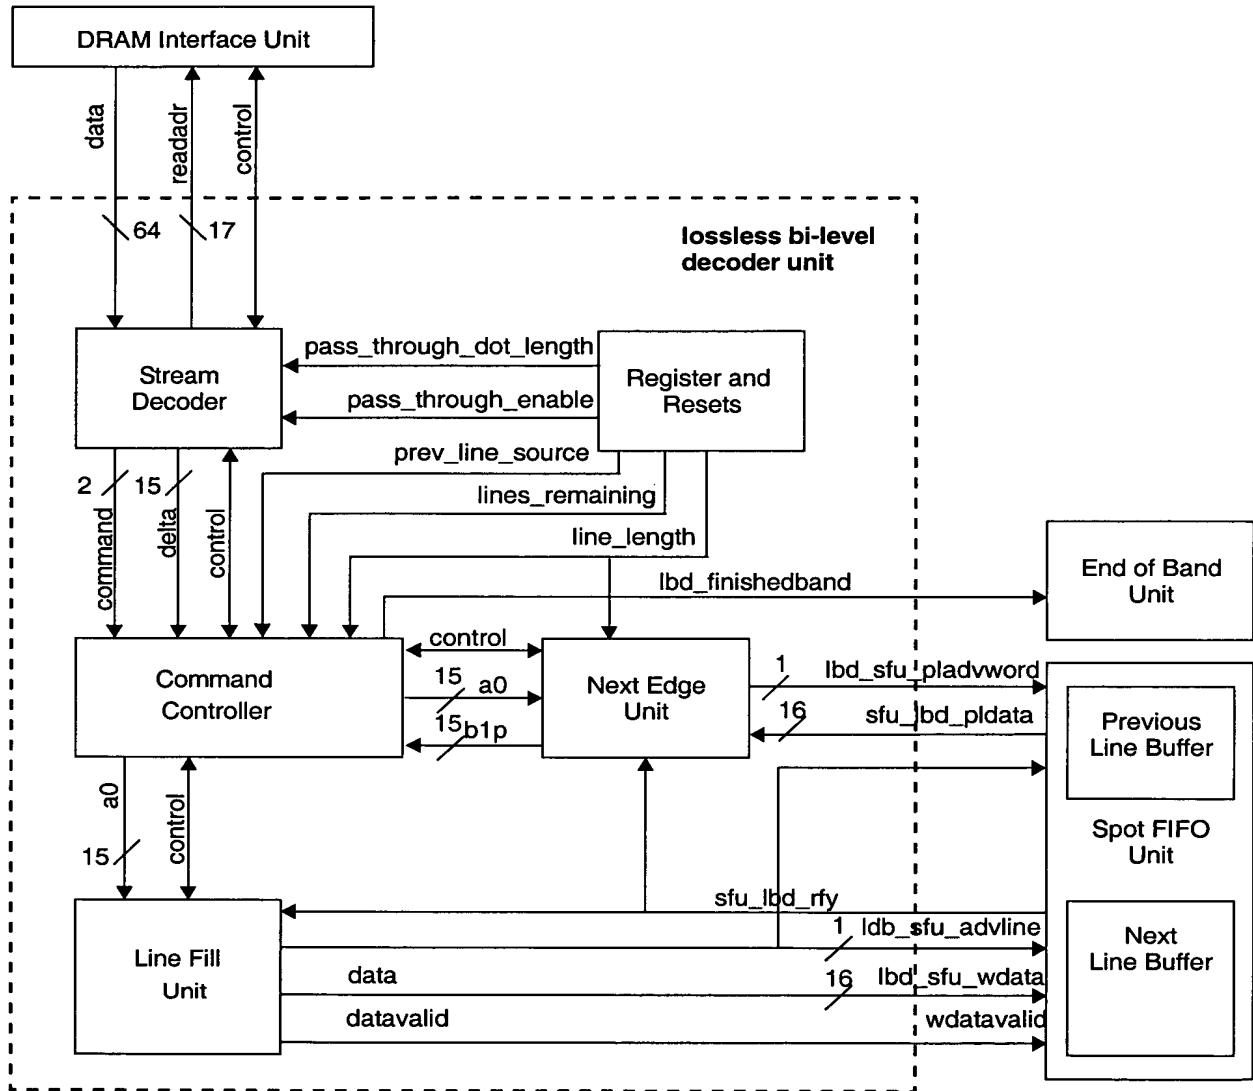 DRAM Interface Unit
data
readadr
control
64
17
lossless bi-level
decoder unit
Stream
Decoder
pass_through_dot_length
pass_through_enable
Register and
Resets
prev_line_source
lines_remaining
line_length
2
15
command
delta
control
lbd_finishedband
End of Band
Unit
Command
Controller
control
15
a0
15
b1p
Next Edge
Unit
1
lbd_sfu_pladvword
16
sfu_lbd_pldata
Previous
Line Buffer
Spot FIFO
Unit
a0
15
control
Line Fill
Unit
sfu_lbd_rfy
1
ldb_sfu_advline
data
16
lbd_sfu_wdata
datavalid
wdatavalid
Next
Line Buffer